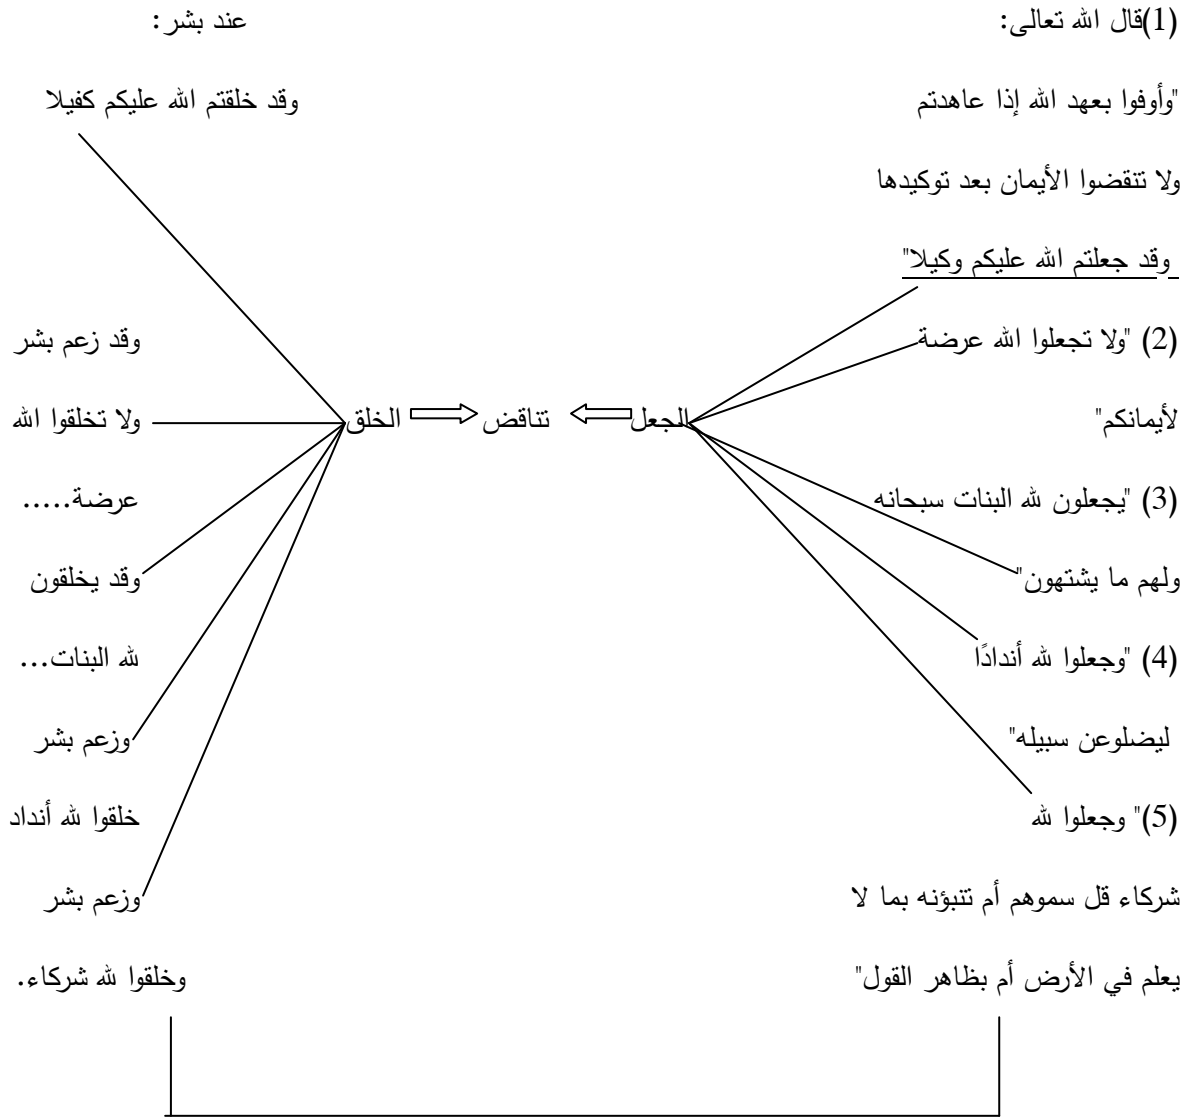 (1)قال الله تعالى:
عند بشر:
"وأوفوا بعهد الله إذا عاهدتم
وقد خلقتم الله عليكم كفيلا
ولا تتقضوا الأيمان بعد توكيدها
وقد جعلتم الله عليكم وكيلا"
(2) "ولا تجعلوا الله عرضة
وقد زعم بشر
لأيمانكم"
الجعل
تتاقض
الخلق
ولا تخلقوا الله
(3) "يجعلون لله البنات سبحانه
عرضة.....
ولهم ما يشتهون"
وقد يخلقون
(4) "وجعلوا لله أندادًا
لله البنات...
ليضلوعن سبيله"
وزعم بشر
(5)" وجعلوا لله
خلقوا لله أنداد
شركاء قل سموهم أم تتبؤنه بما لا
وزعم بشر
يعلم في الأرض أم بظاهر القول"
وخلقوا لله شركاء.